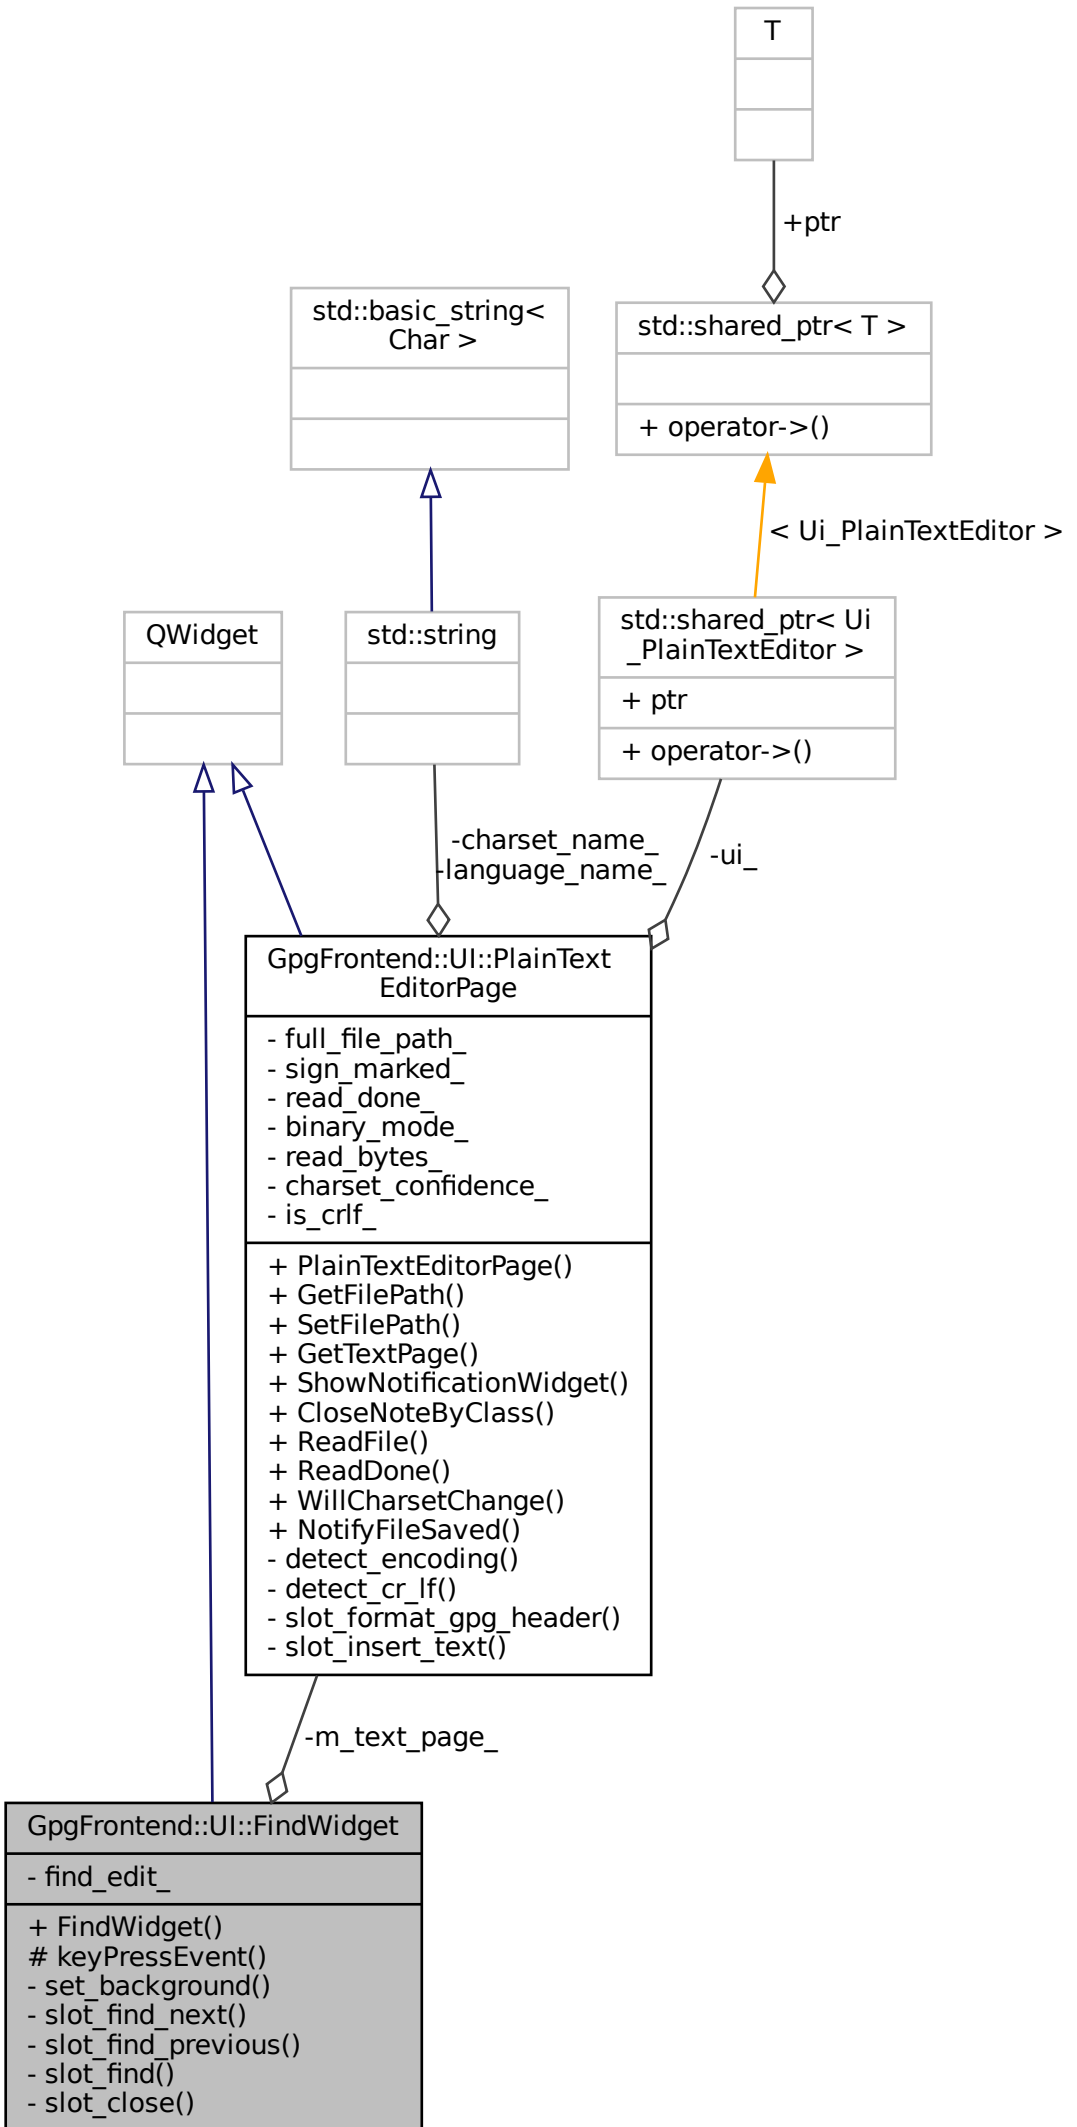 T
+ptr
std::basic_string<
Char >
std::shared_ptr< T >
+ operator->()
< Ui_PlainTextEditor >
QWidget
std::string
std::shared_ptr< Ui
_PlainTextEditor >
+ ptr
+ operator->()
-charset_name_
-language_name_
-ui_
GpgFrontend::UI::PlainText
EditorPage
- full_file_path_
- sign_marked_
- read_done_
- binary_mode_
- read_bytes_
- charset_confidence_
- is_crlf_
+ PlainTextEditorPage()
+ GetFilePath()
+ SetFilePath()
+ GetTextPage()
+ ShowNotificationWidget()
+ CloseNoteByClass()
+ ReadFile()
+ ReadDone()
+ WillCharsetChange()
+ NotifyFileSaved()
- detect_encoding()
- detect_cr_lf()
- slot_format_gpg_header()
- slot_insert_text()
-m_text_page_
GpgFrontend::UI::FindWidget
- find_edit_
+ FindWidget()
# keyPressEvent()
- set_background()
- slot_find_next()
- slot_find_previous()
- slot_find()
- slot_close()